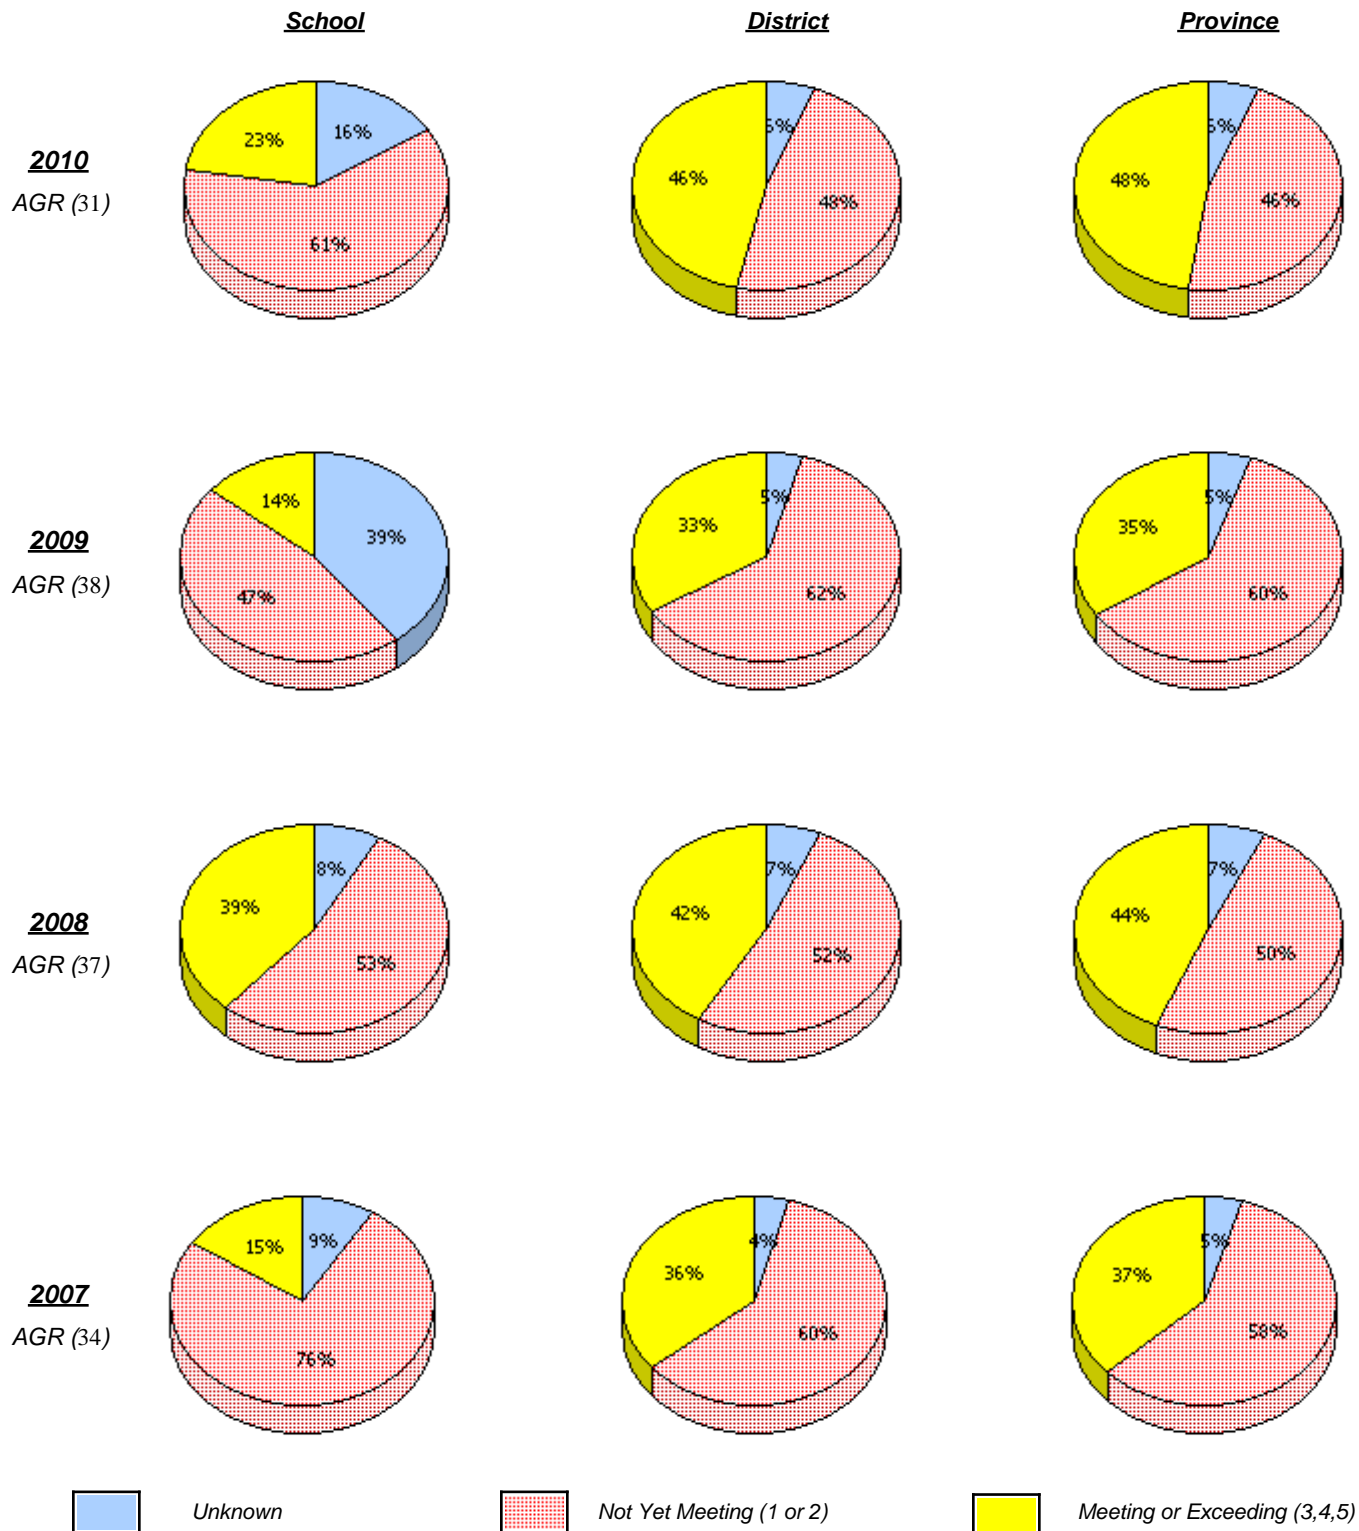 School District Province
2010
AGR (31)
23% 16% 61%
46% 48%
48% 46%
2009
AGR (38)
14% 39% 47%
33% 5% 62%
35% 5% 60%
2008
AGR (37)
39% 8% 53%
42% 7% 52%
44% 7% 50%
2007
AGR (34)
15% 9% 76%
36% 4% 60%
37% 5% 58%
Unknown Not Yet Meeting (1 or 2) Meeting or Exceeding (3,4,5)